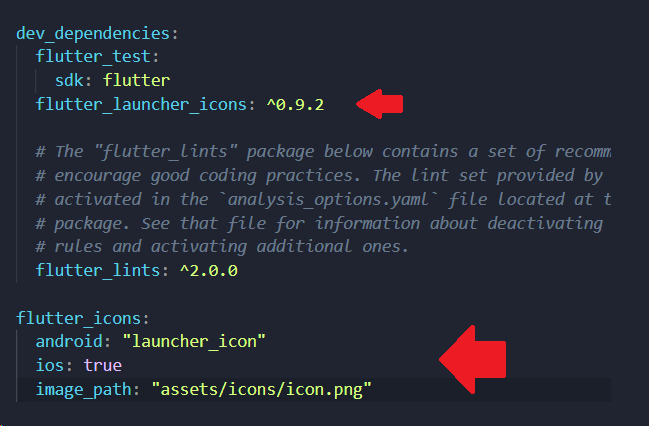 dev_dependencies:
flutter_test:
sdk: flutter
flutter_launcher_icons: ^0.9.2
# The "flutter_lints" package below contains a set of recomm
# encourage good coding practices. The lint set provided by
# activated in the `analysis_options.yaml` file located at t
# package. See that file for information about deactivating
# rules and activating additional ones.
flutter_lints: ^2.0.0
flutter_icons:
android: "launcher_icon"
ios: true
image_path: "assets/icons/icon.png"